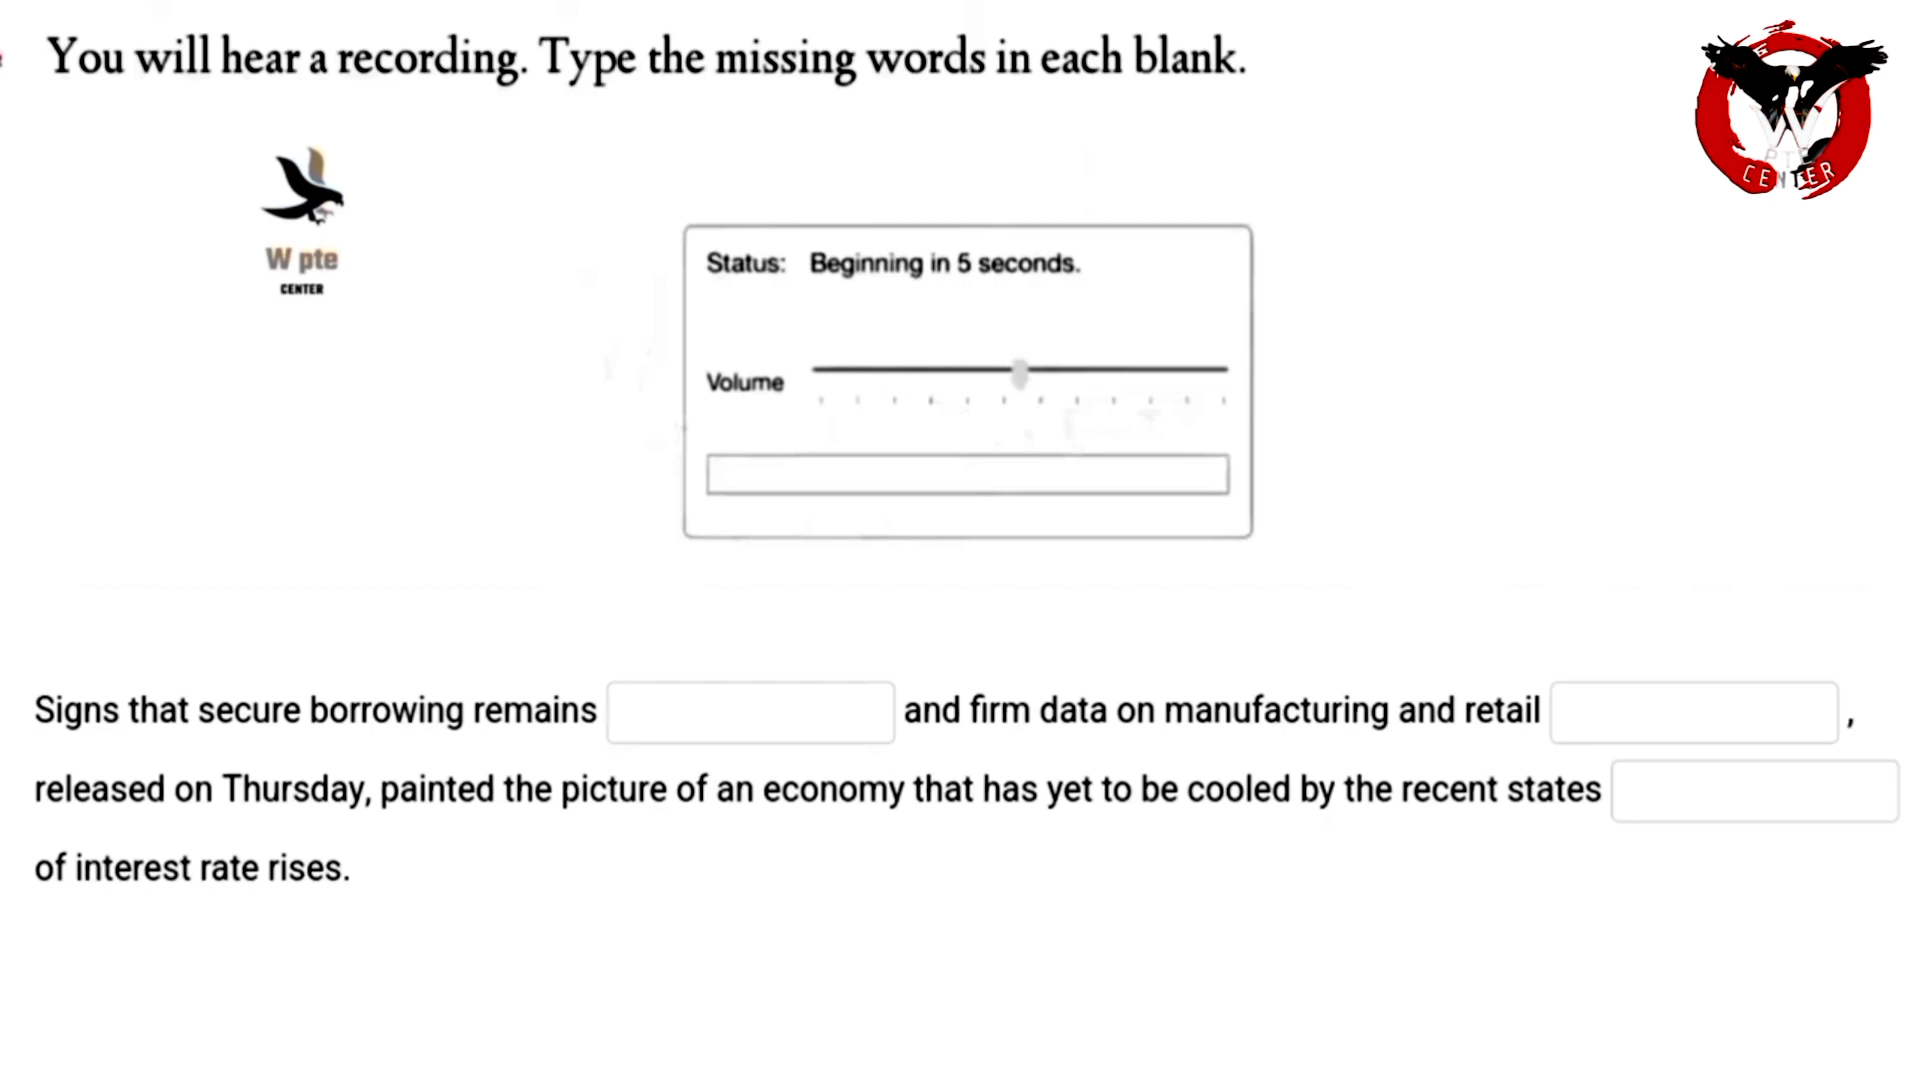 You will hear a recording. Type the missing words in each blank.
W
PTE
CENTER
W pte
CENTER
Status: Beginning in 5 seconds.
Volume
Signs that secure borrowing remains and firm data on manufacturing and retail ,
released on Thursday, painted the picture of an economy that has yet to be cooled by the recent states
of interest rate rises.